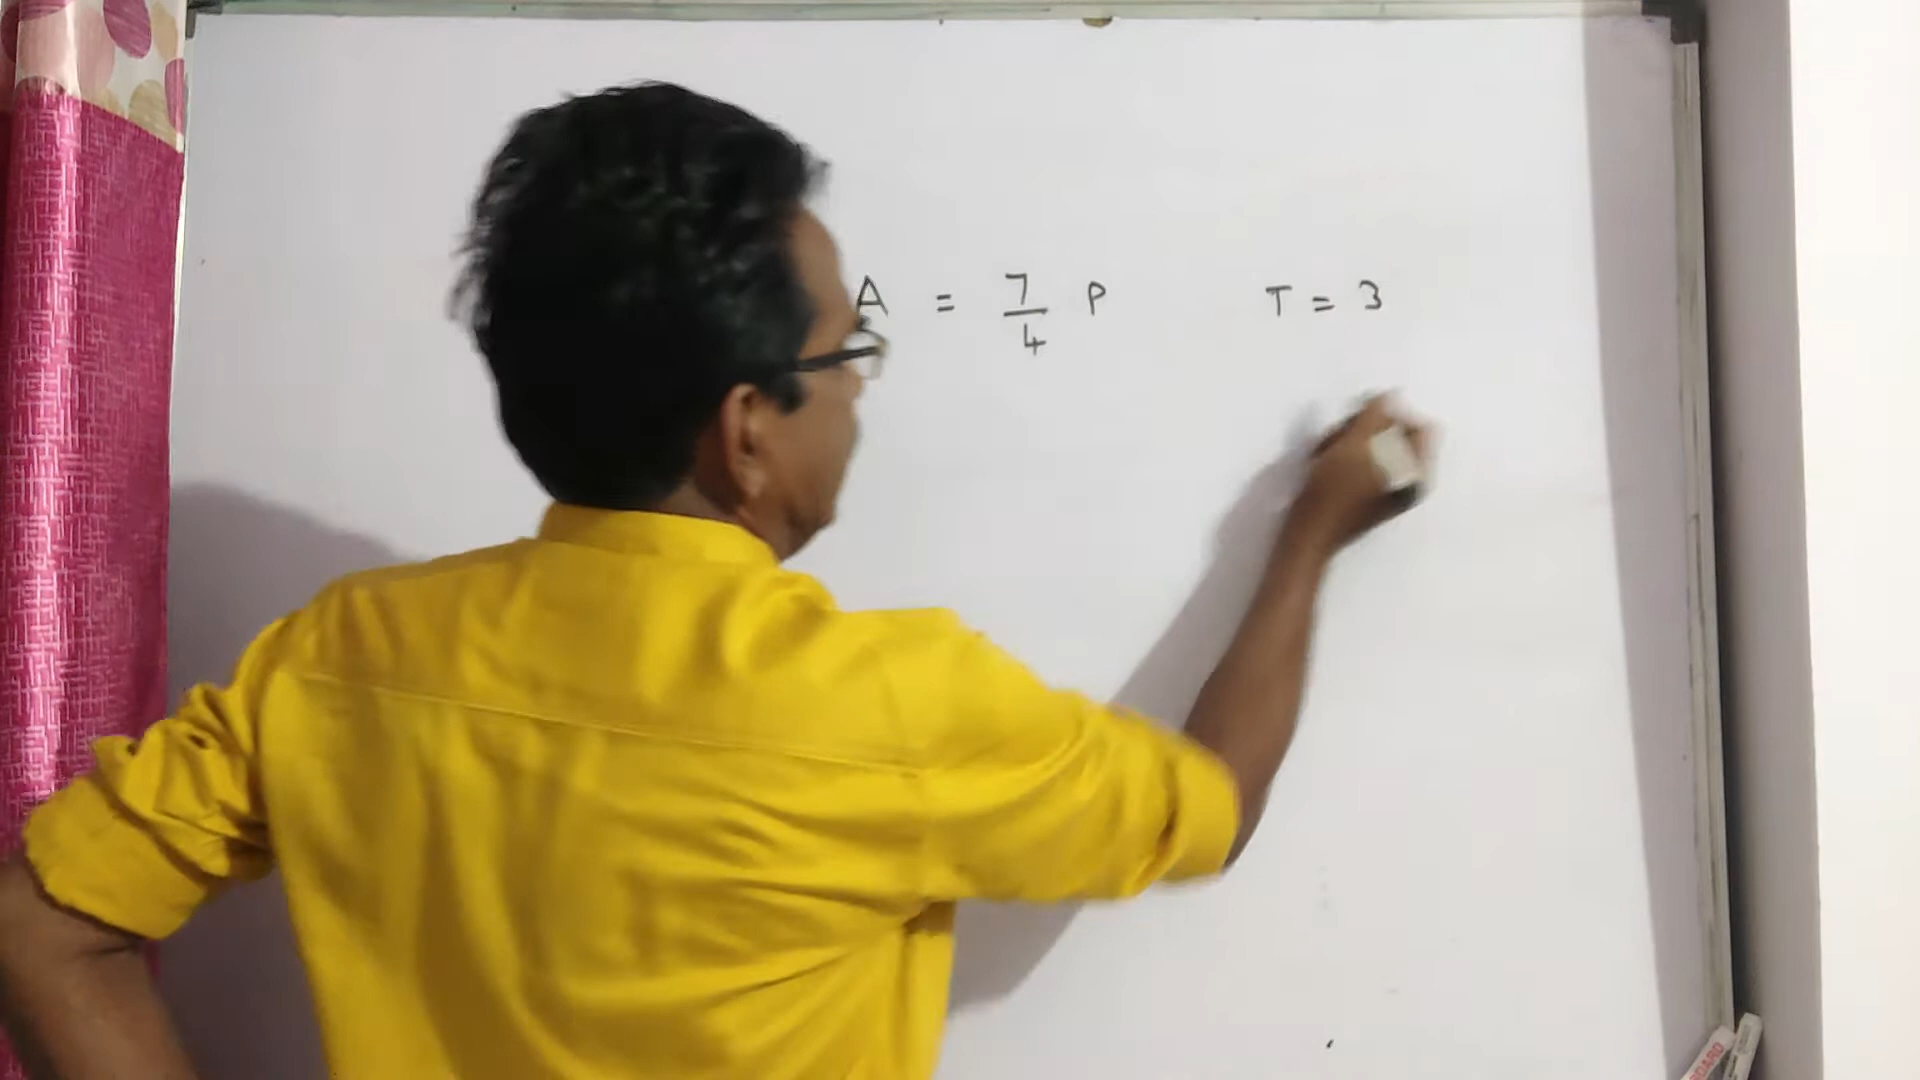 A = 7/4 P T = 3